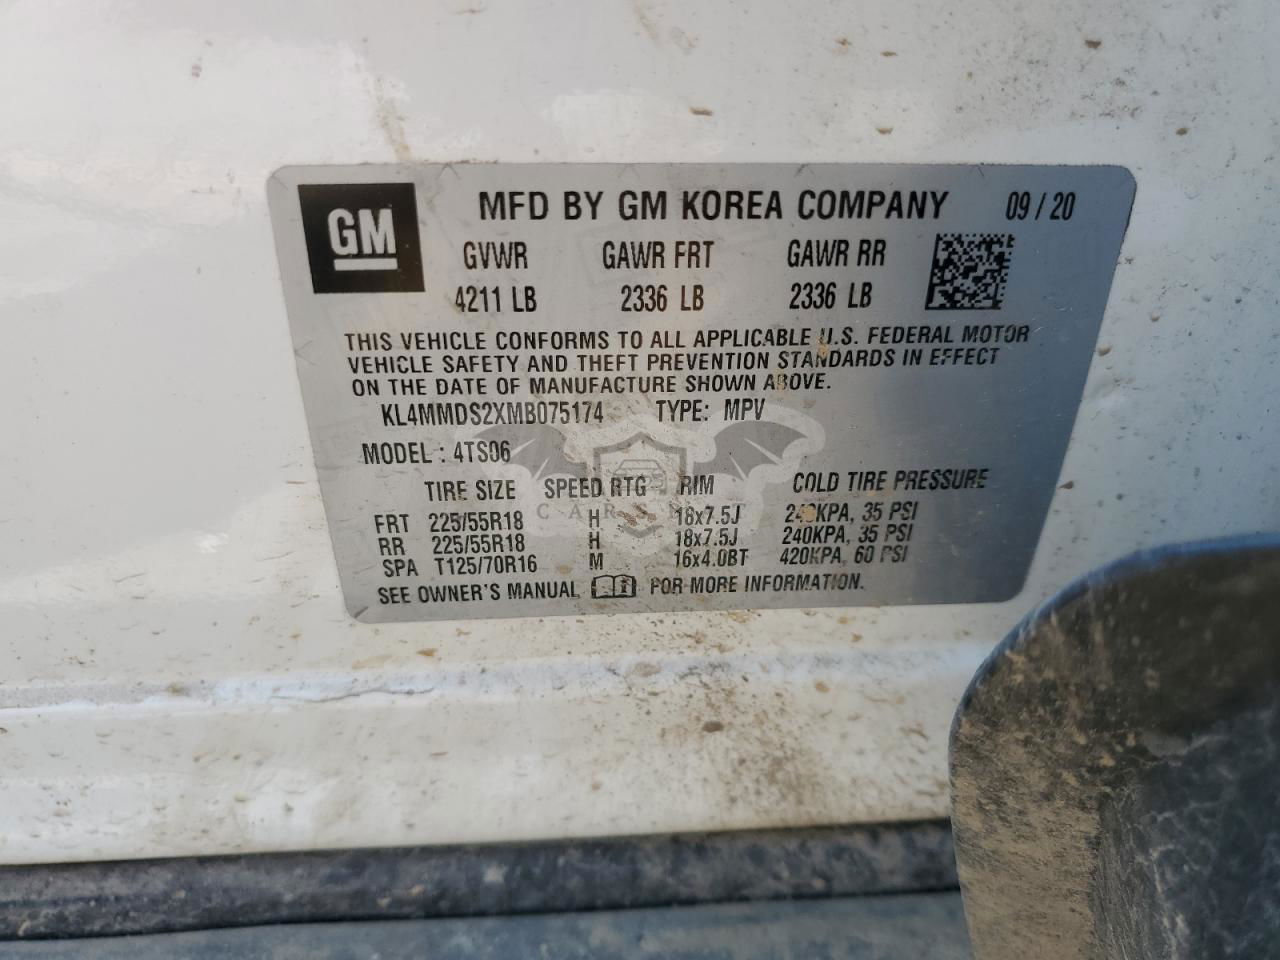 GM
MFD BY GM KOREA COMPANY 09 / 20
GVWR GAWR FRT GAWR RR
4211 LB 2336 LB 2336 LB
THIS VEHICLE CONFORMS TO ALL APPLICABLE U.S. FEDERAL MOTOR
VEHICLE SAFETY AND THEFT PREVENTION STANDARDS IN EFFECT
ON THE DATE OF MANUFACTURE SHOWN ABOVE.
KL4MMDS2XMB075174 TYPE: MPV
MODEL : 4TS06
TIRE SIZE SPEED RTG RIM COLD TIRE PRESSURE
FRT 225/55R18 H 18x7.5J 240KPA, 35 PSI
RR 225/55R18 H 18x7.5J 240KPA, 35 PSI
SPA T125/70R16 M 16x4.0BT 420KPA, 60 PSI
SEE OWNER'S MANUAL FOR MORE INFORMATION.